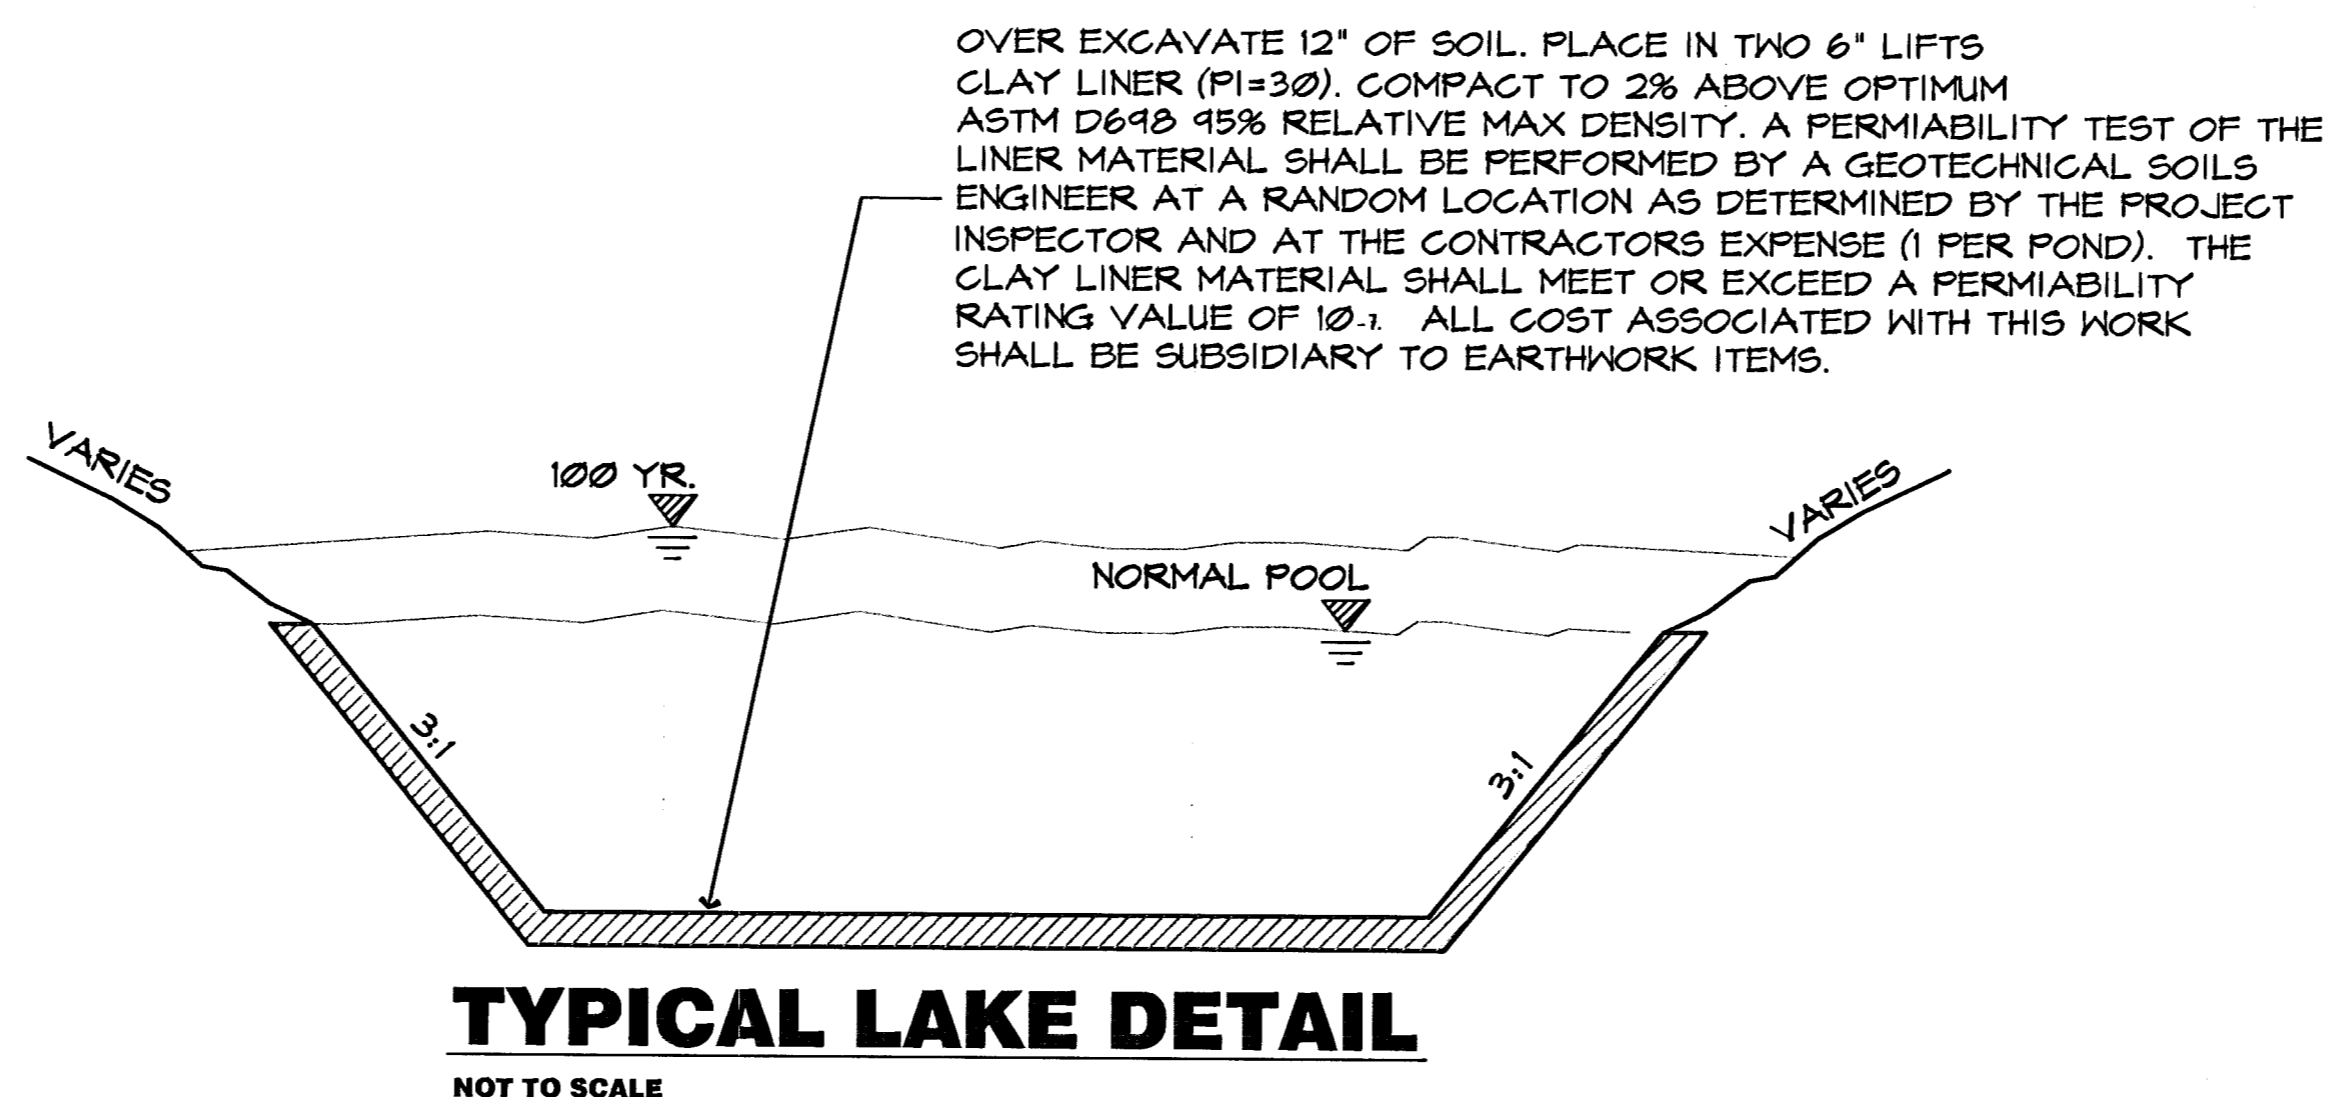 OVER EXCAVATE 12" OF SOIL. PLACE IN TWO 6" LIFTS
CLAY LINER (PI=30). COMPACT TO 2% ABOVE OPTIMUM
ASTM D698 95% RELATIVE MAX DENSITY. A PERMIABILITY TEST OF THE
LINER MATERIAL SHALL BE PERFORMED BY A GEOTECHNICAL SOILS
ENGINEER AT A RANDOM LOCATION AS DETERMINED BY THE PROJECT
INSPECTOR AND AT THE CONTRACTORS EXPENSE (1 PER POND). THE
CLAY LINER MATERIAL SHALL MEET OR EXCEED A PERMIABILITY
RATING VALUE OF 10-7. ALL COST ASSOCIATED WITH THIS WORK
SHALL BE SUBSIDIARY TO EARTHWORK ITEMS.
VARIES
100 YR.
VARIES
NORMAL POOL
3:1
3:1
TYPICAL LAKE DETAIL
NOT TO SCALE